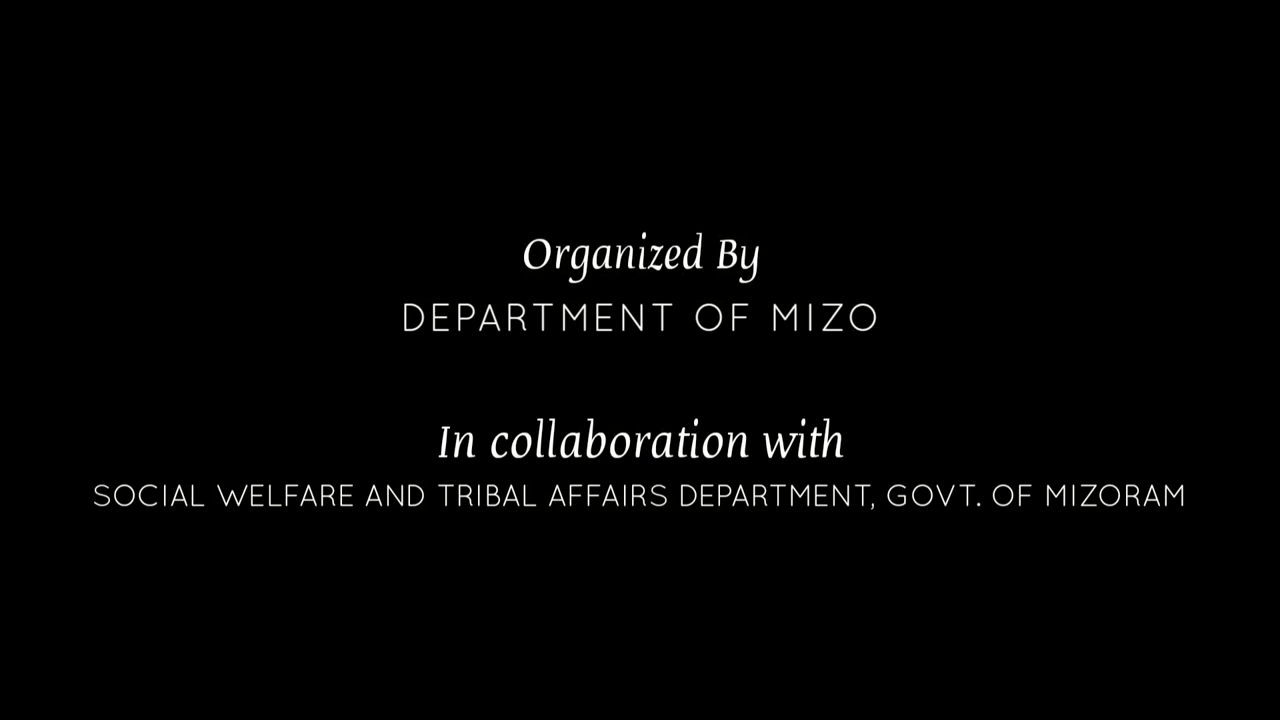 Organized By
DEPARTMENT OF MIZO
In collaboration with
SOCIAL WELFARE AND TRIBAL AFFAIRS DEPARTMENT, GOVT. OF MIZORAM